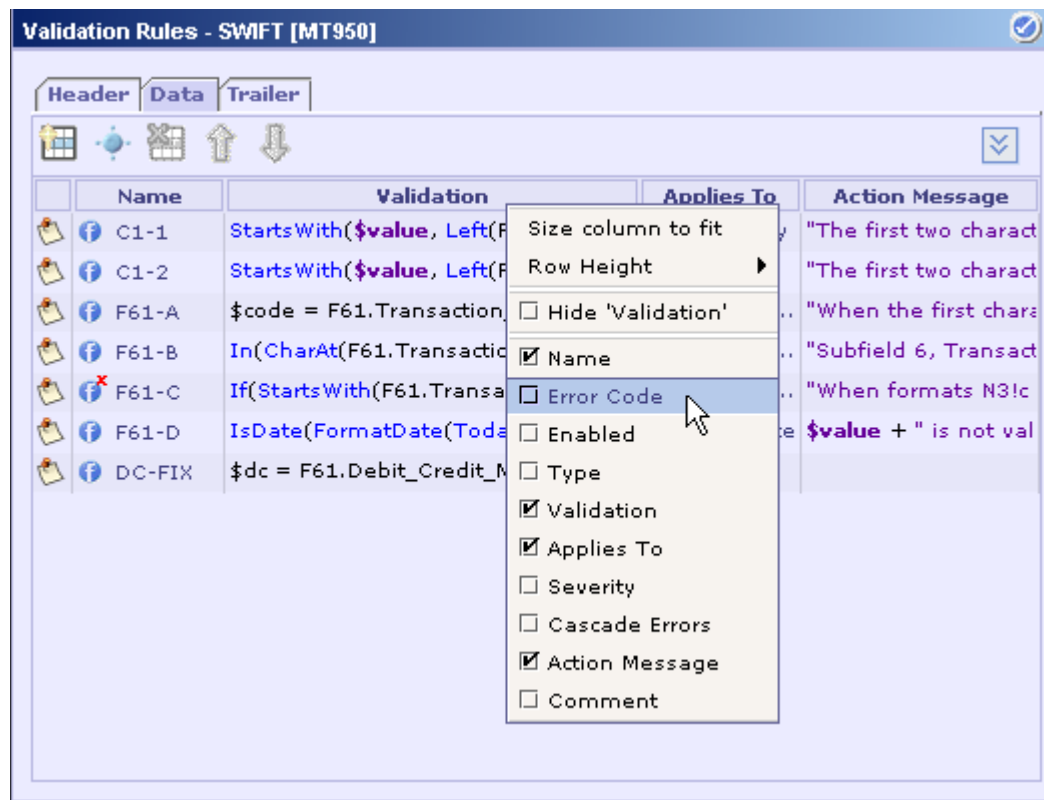 Validation Rules - SWIFT [MT950]
Header Data Trailer
Name Validation Applies To Action Message
C1-1 StartsWith($value, Left(F y "The first two charact
C1-2 StartsWith($value, Left(F "The first two charact
F61-A $code = F61.Transaction_ .. "When the first chara
F61-B In(CharAt(F61.Transactio .. "Subfield 6, Transact
F61-C If(StartsWith(F61.Transa .. "When formats N3!c
F61-D IsDate(FormatDate(Toda te $value + " is not val
DC-FIX $dc = F61.Debit_Credit_M
Size column to fit
Row Height
Hide 'Validation'
Name
Error Code
Enabled
Type
Validation
Applies To
Severity
Cascade Errors
Action Message
Comment